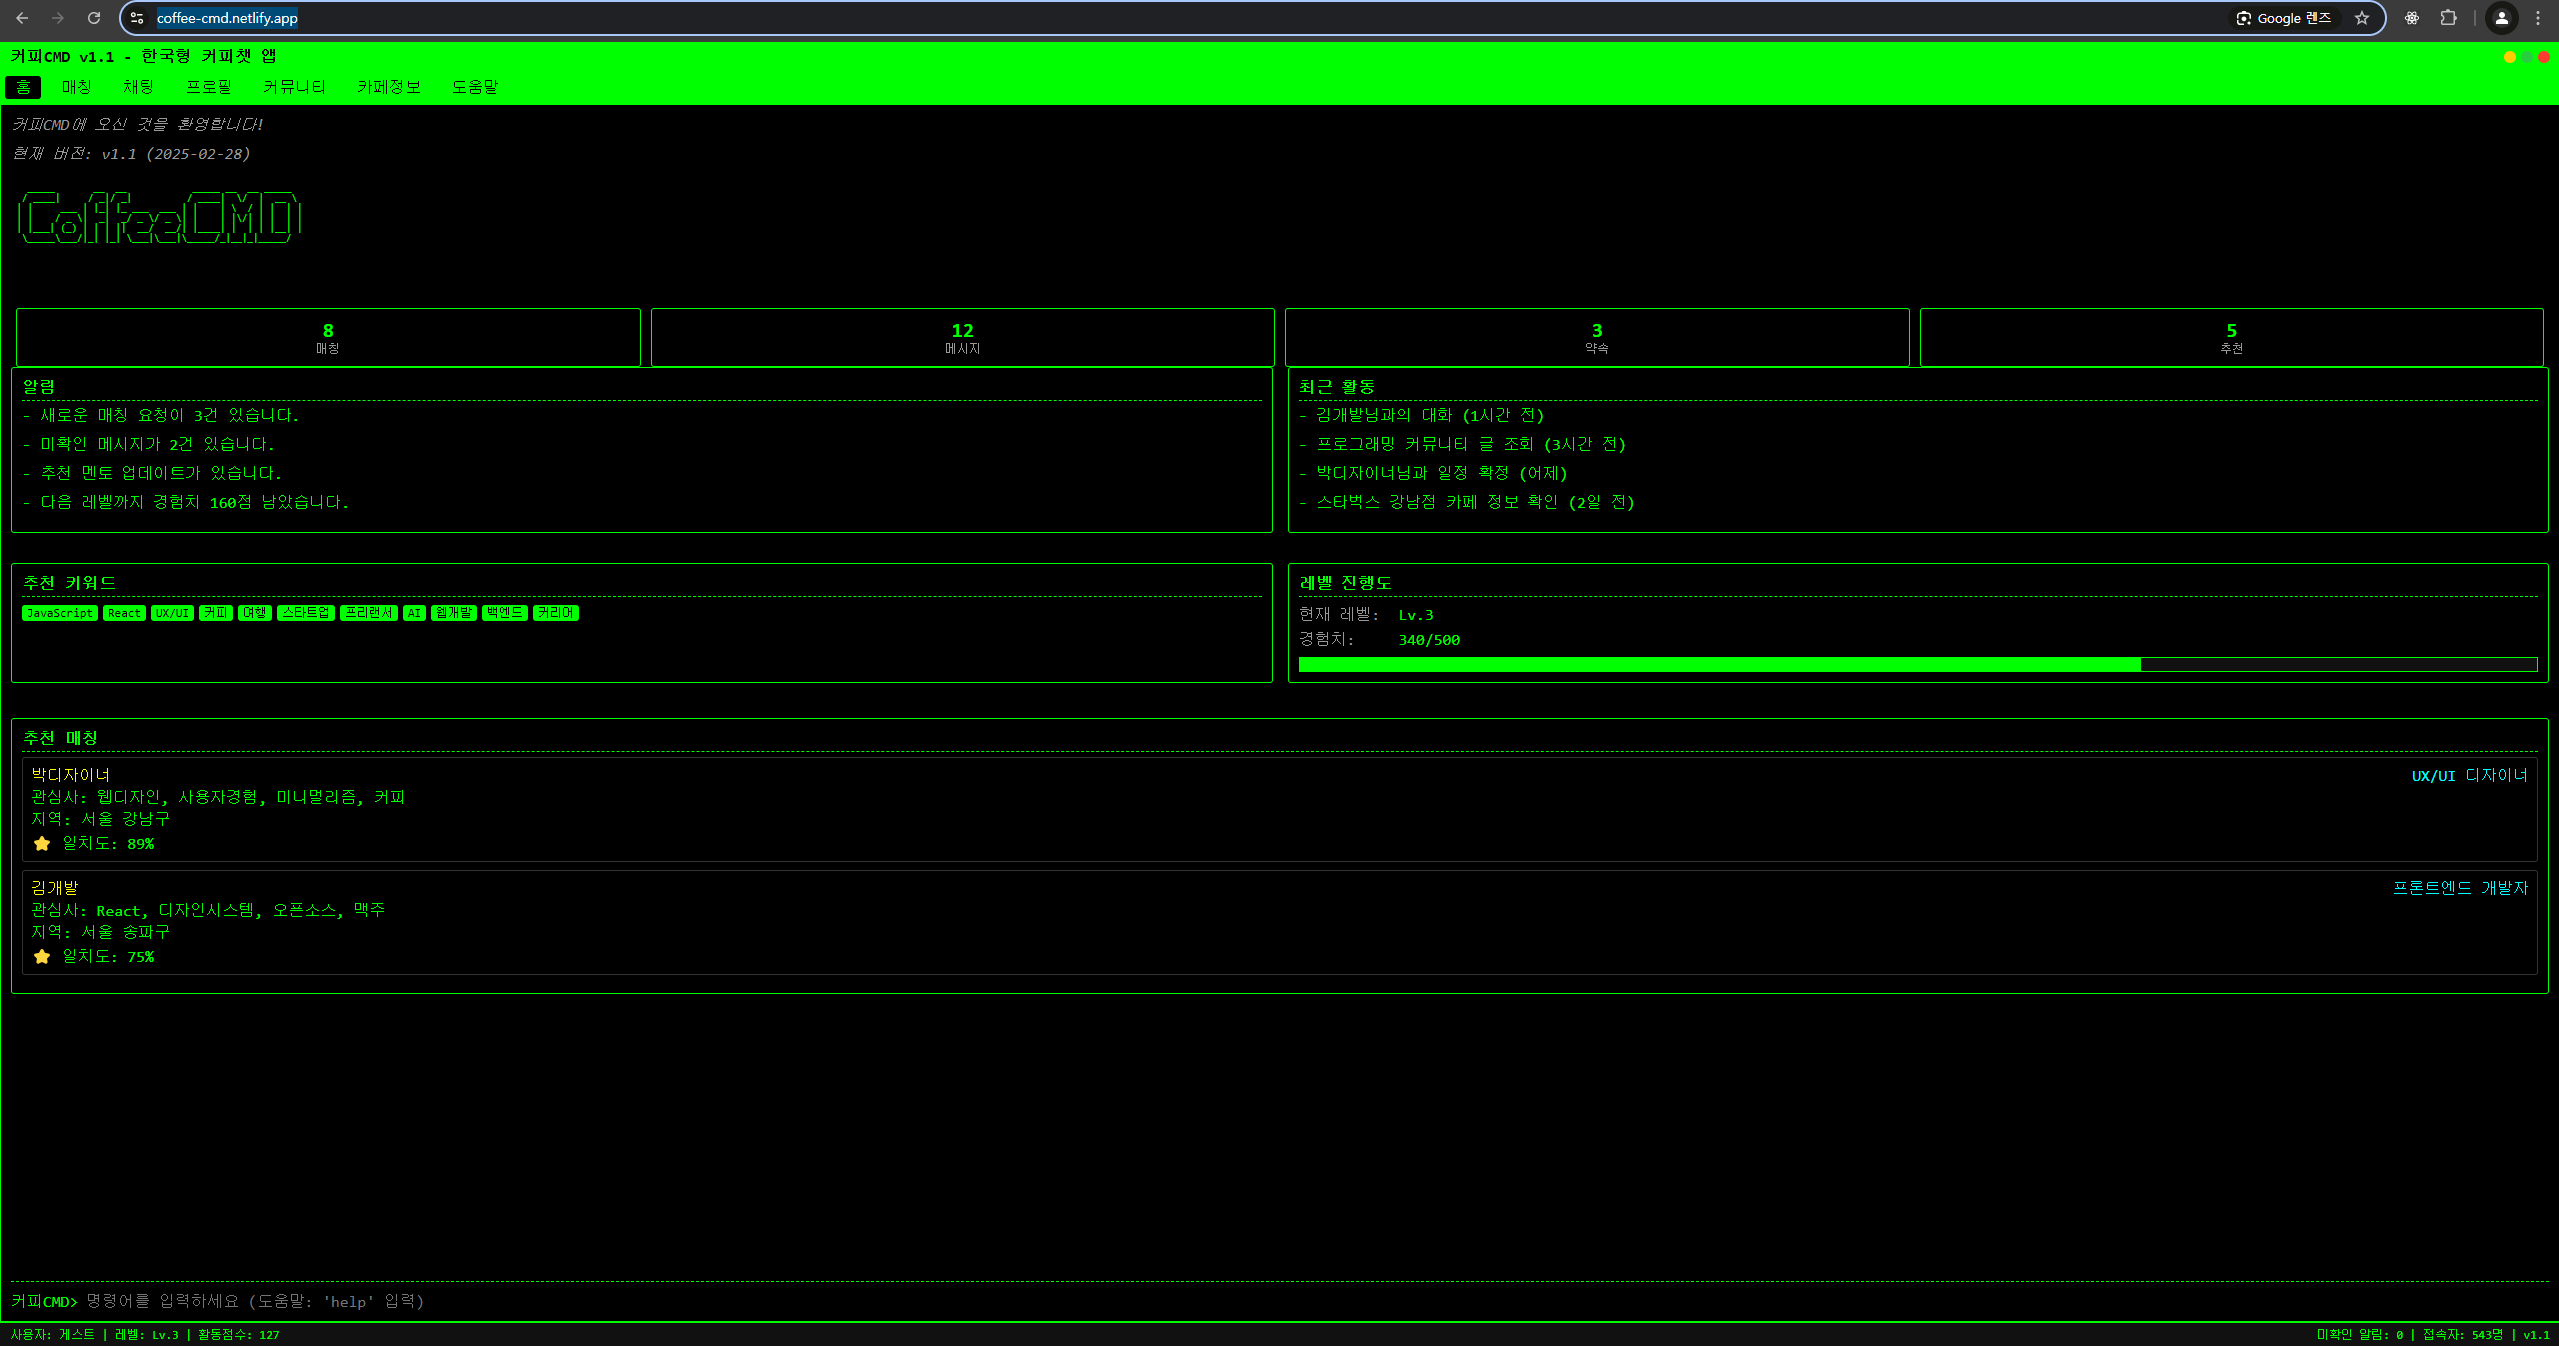 coffee-cmd.netlify.app
Google 렌즈
커피CMD v1.1 - 한국형 커피챗 앱
홈 매칭 채팅 프로필 커뮤니티 카페정보 도움말
커피CMD에 오신 것을 환영합니다!
현재 버전: v1.1 (2025-02-28)
CoffeeCMD
8 12 3 5
매칭 메시지 약속 추천
알림
- 새로운 매칭 요청이 3건 있습니다.
- 미확인 메시지가 2건 있습니다.
- 추천 멘토 업데이트가 있습니다.
- 다음 레벨까지 경험치 160점 남았습니다.
최근 활동
- 김개발님과의 대화 (1시간 전)
- 프로그래밍 커뮤니티 글 조회 (3시간 전)
- 박디자이너님과 일정 확정 (어제)
- 스타벅스 강남점 카페 정보 확인 (2일 전)
추천 키워드
JavaScript React UX/UI 커피 여행 스타트업 프리랜서 AI 웹개발 백엔드 커리어
레벨 진행도
현재 레벨: Lv.3
경험치: 340/500
추천 매칭
박디자이너 UX/UI 디자이너
관심사: 웹디자인, 사용자경험, 미니멀리즘, 커피
지역: 서울 강남구
일치도: 89%
김개발 프론트엔드 개발자
관심사: React, 디자인시스템, 오픈소스, 맥주
지역: 서울 송파구
일치도: 75%
커피CMD> 명령어를 입력하세요 (도움말: 'help' 입력)
사용자: 게스트 | 레벨: Lv.3 | 활동점수: 127
미확인 알림: 0 | 접속자: 543명 | v1.1